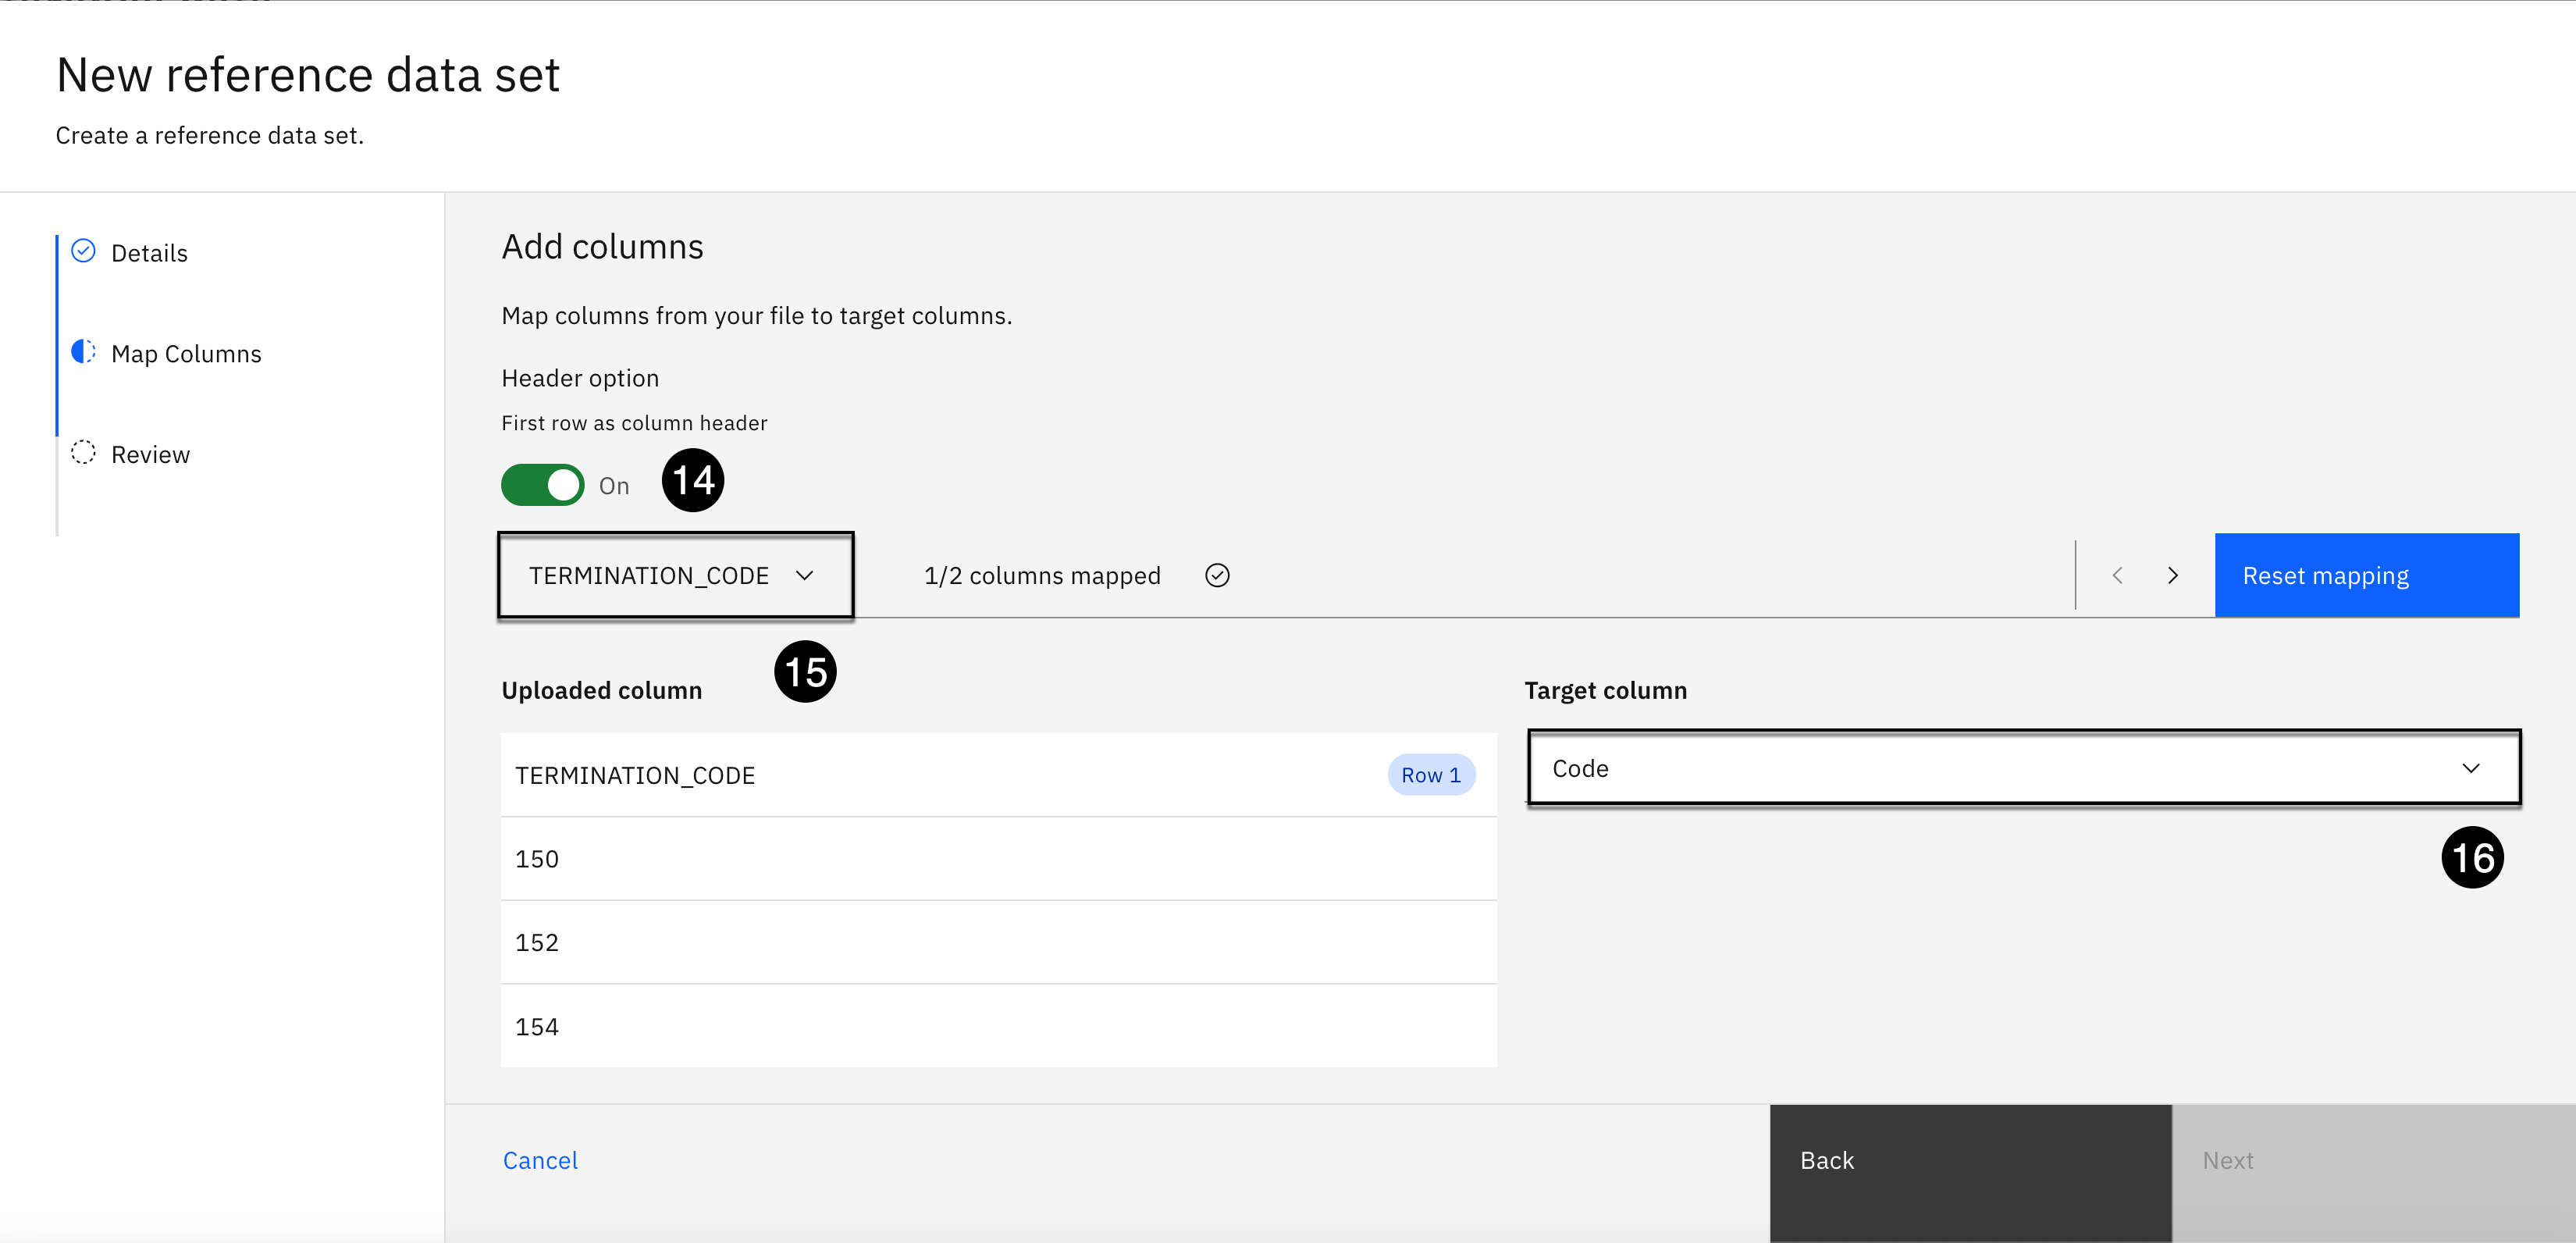 New reference data set
Create a reference data set.
Details
Map Columns
Review
Add columns
Map columns from your file to target columns.
Header option
First row as column header
On
14
TERMINATION_CODE
1/2 columns mapped
Reset mapping
15
Uploaded column
Target column
TERMINATION_CODE
Row 1
Code
150
16
152
154
Cancel
Back
Next